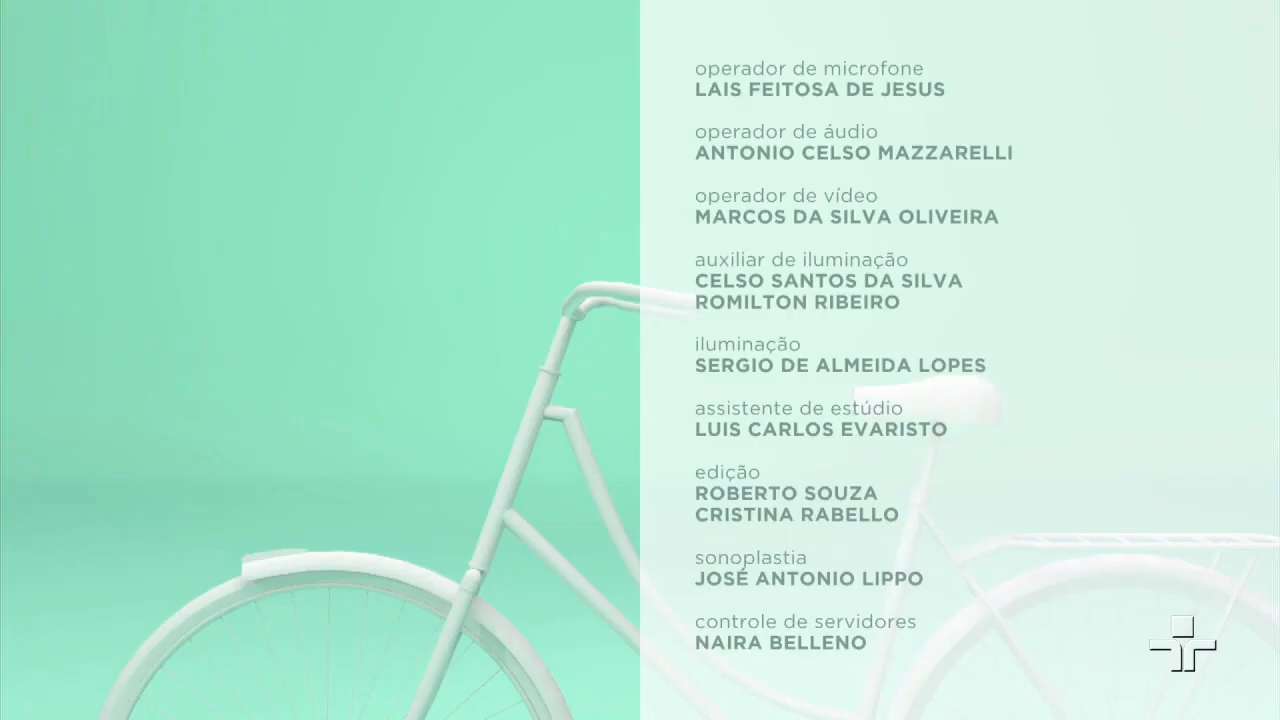 operador de microfone
LAIS FEITOSA DE JESUS
operador de áudio
ANTONIO CELSO MAZZARELLI
operador de vídeo
MARCOS DA SILVA OLIVEIRA
auxiliar de iluminação
CELSO SANTOS DA SILVA
ROMILTON RIBEIRO
iluminação
SERGIO DE ALMEIDA LOPES
assistente de estúdio
LUIS CARLOS EVARISTO
edição
ROBERTO SOUZA
CRISTINA RABELLO
sonoplastia
JOSÉ ANTONIO LIPPO
controle de servidores
NAIRA BELLENO